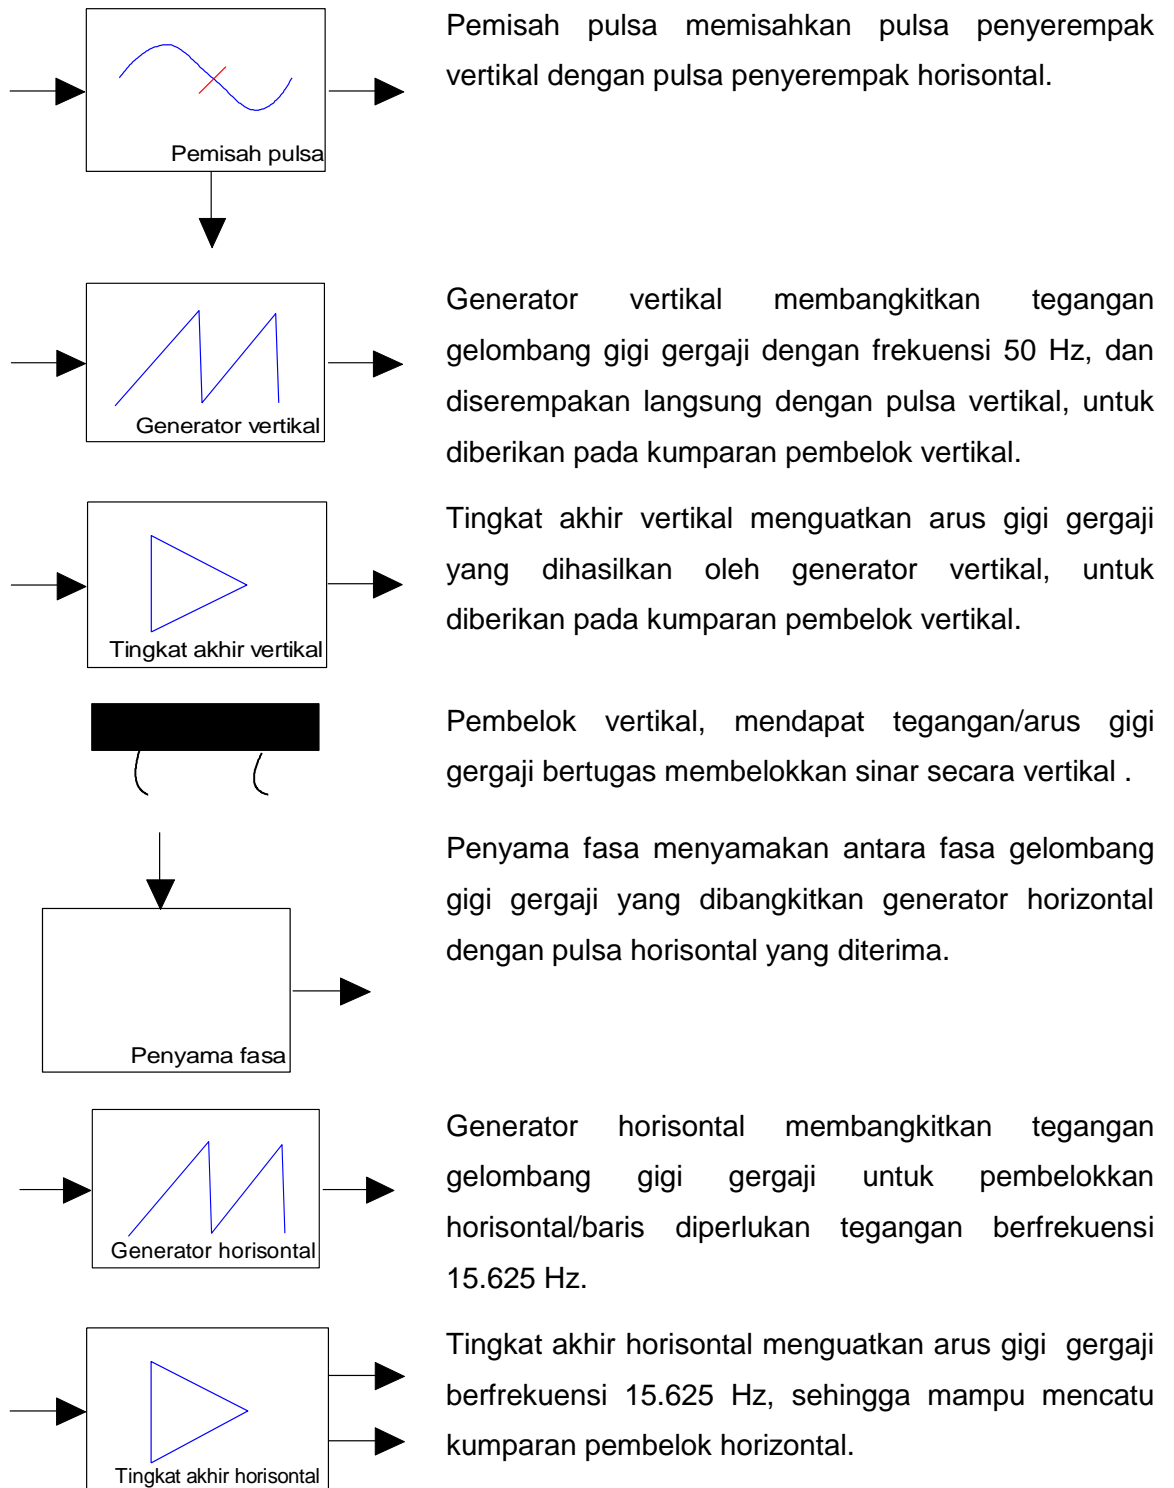 Pemisah pulsa memisahkan pulsa penyerempak
vertikal dengan pulsa penyerempak horisontal.
Pemisah pulsa
Generator vertikal membangkitkan tegangan
gelombang gigi gergaji dengan frekuensi 50 Hz, dan
diserempakan langsung dengan pulsa vertikal, untuk
diberikan pada kumparan pembelok vertikal.
Generator vertikal
Tingkat akhir vertikal menguatkan arus gigi gergaji
yang dihasilkan oleh generator vertikal, untuk
diberikan pada kumparan pembelok vertikal.
Tingkat akhir vertikal
Pembelok vertikal, mendapat tegangan/arus gigi
gergaji bertugas membelokkan sinar secara vertikal .
Penyama fasa menyamakan antara fasa gelombang
gigi gergaji yang dibangkitkan generator horizontal
dengan pulsa horisontal yang diterima.
Penyama fasa
Generator horisontal membangkitkan tegangan
gelombang gigi gergaji untuk pembelokkan
horisontal/baris diperlukan tegangan berfrekuensi
15.625 Hz.
Generator horisontal
Tingkat akhir horisontal menguatkan arus gigi gergaji
berfrekuensi 15.625 Hz, sehingga mampu mencatu
kumparan pembelok horizontal.
Tingkat akhir horisontal